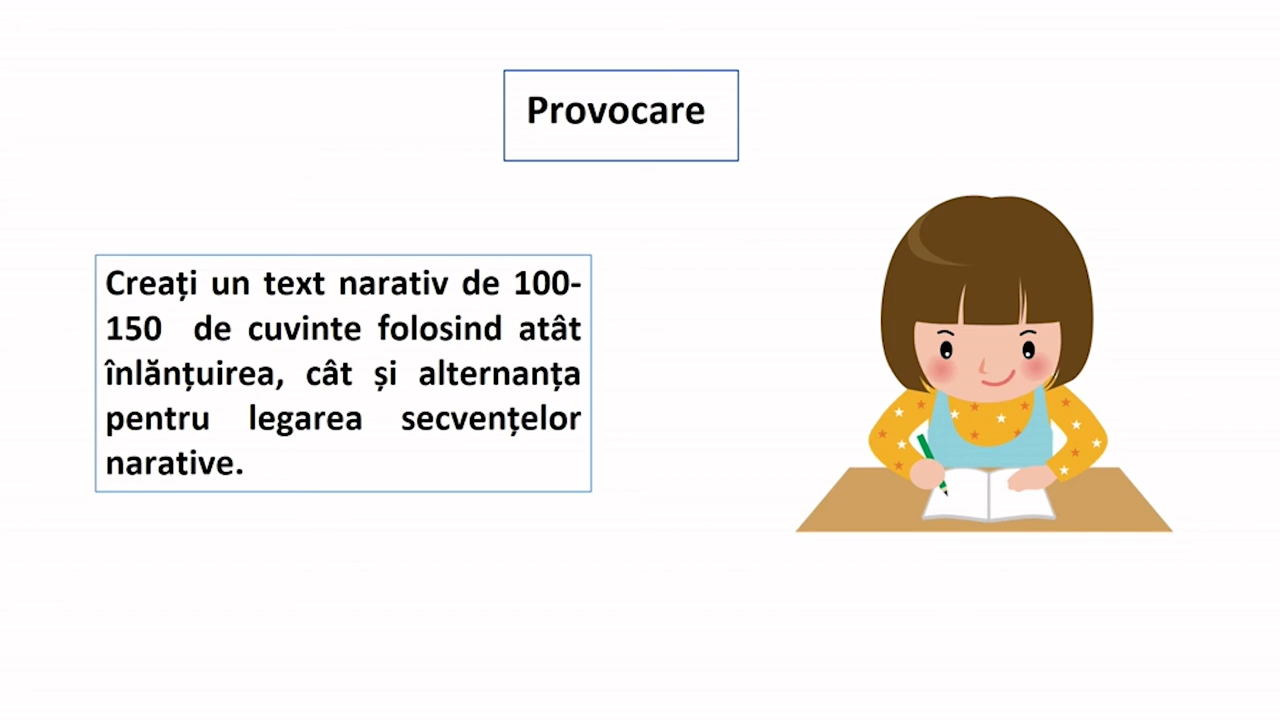 Provocare
Creați un text narativ de 100-
150 de cuvinte folosind atât
înlănțuirea, cât și alternanța
pentru legarea secvențelor
narative.